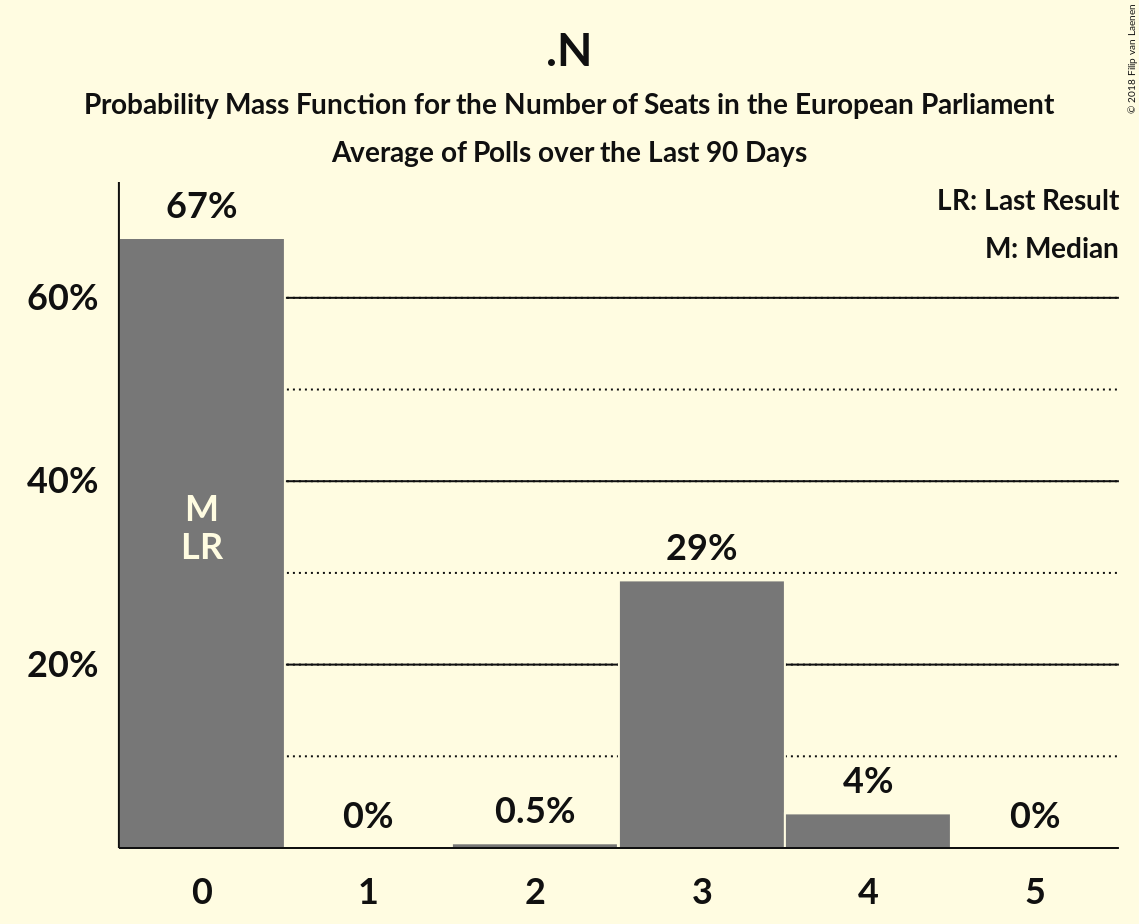 .N
Probability Mass Function for the Number of Seats in the European Parliament
Average of Polls over the Last 90 Days
© 2018 Filip van Laenen
LR: Last Result
M: Median
67%
60%
40%
20%
M
LR
0%
0.5%
29%
4%
0%
0 1 2 3 4 5